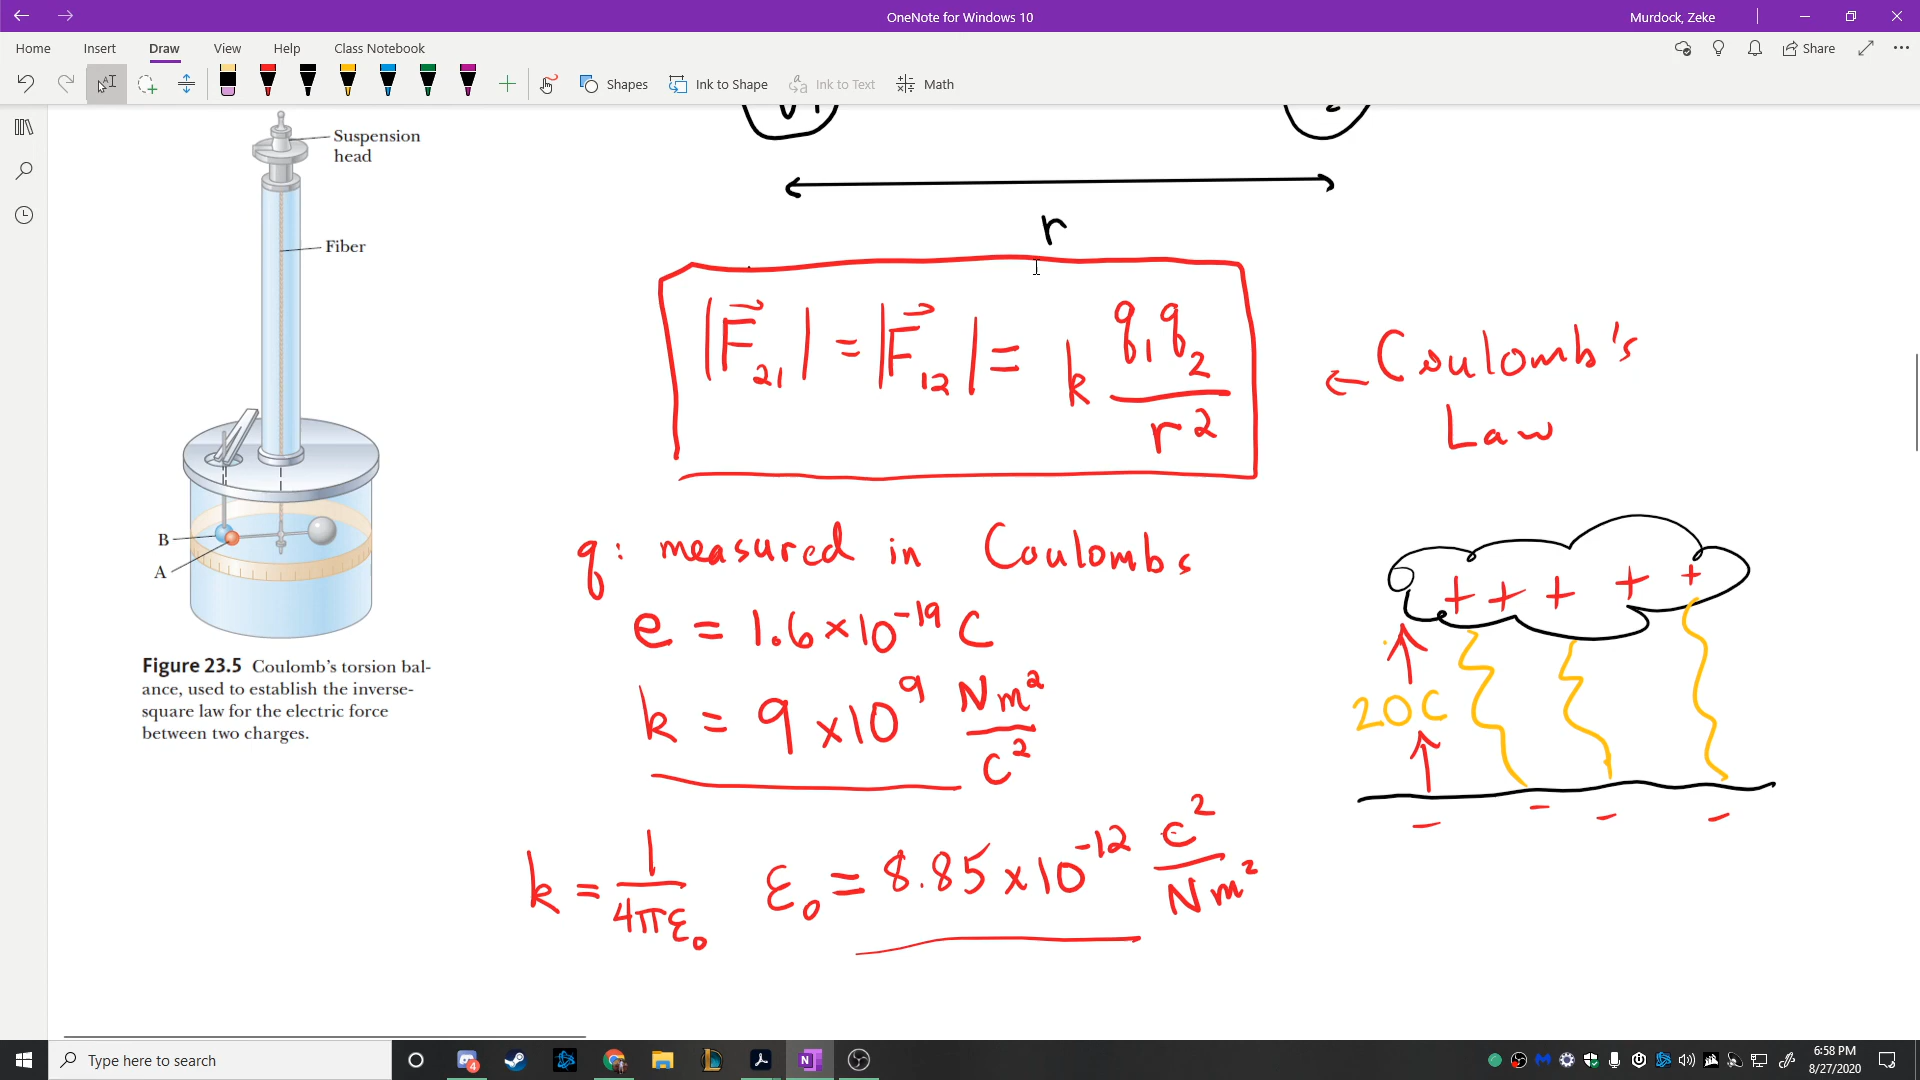 OneNote for Windows 10
Murdock, Zeke
Home Insert Draw View Help Class Notebook
Share
Shapes Ink to Shape Ink to Text Math
Suspension
head
Fiber
B
A
Figure 23.5 Coulomb's torsion bal-
ance, used to establish the inverse-
square law for the electric force
between two charges.
r
|F⃗₂₁| = |F⃗₁₂| = k q₁q₂ / r²
← Coulomb's
Law
q: measured in Coulombs
e = 1.6 × 10⁻¹⁹ C
k = 9 × 10⁹ Nm² / C²
k = 1 / 4πε₀ ε₀ = 8.85 × 10⁻¹² C² / Nm²
+ + + + +
20C
- - - -
Type here to search
4
N
6:58 PM
8/27/2020